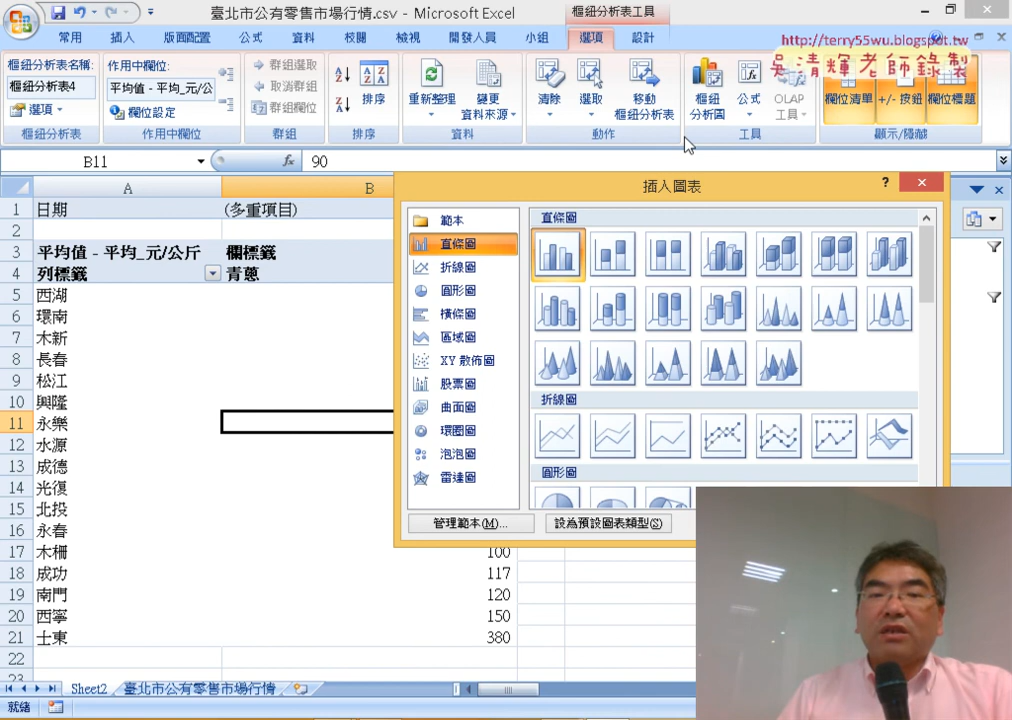 臺北市公有零售市場行情.csv - Microsoft Excel
樞紐分析表工具
常用 插入 版面配置 公式 資料 校閱 檢視 開發人員 小組 選項 設計
http://terry55wu.blogspot.tw
吳清輝老師錄製
樞紐分析表名稱:
樞紐分析表4
選項
樞紐分析表
作用中欄位:
平均值 - 平均_元/公
欄位設定
作用中欄位
群組選取
取消群組
群組欄位
群組
排序
排序
重新整理
變更
資料來源
資料
清除
選取
移動
樞紐分析表
動作
樞紐
分析圖
公式
OLAP
工具
工具
欄位清單
+/- 按鈕
欄位標題
顯示/隱藏
B11
fx
90
A B
1 日期 (多重項目)
2
3 平均值 - 平均_元/公斤 欄標籤
4 列標籤 青蔥
5 西湖
6 環南
7 木新
8 長春
9 松江
10 興隆
11 永樂
12 水源
13 成德
14 光復
15 北投
16 永春
17 木柵 100
18 成功 117
19 南門 120
20 西寧 150
21 士東 380
22
23
插入圖表
?
範本
直條圖
折線圖
圓形圖
橫條圖
區域圖
XY 散佈圖
股票圖
曲面圖
環圈圖
泡泡圖
雷達圖
直條圖
折線圖
圓形圖
管理範本(M)...
設為預設圖表類型(S)
Sheet2 臺北市公有零售市場行情
就緒